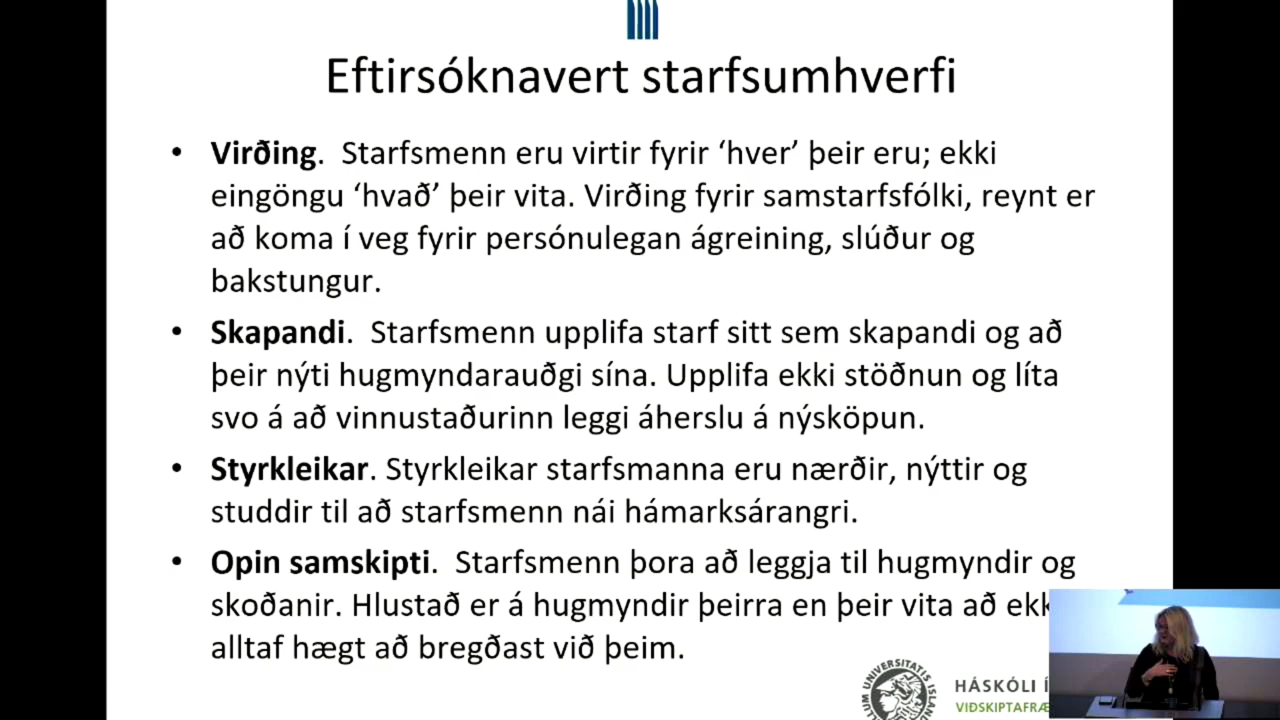 Eftirsóknavert starfsumhverfi
• Virðing. Starfsmenn eru virtir fyrir ‘hver’ þeir eru; ekki
eingöngu ‘hvað’ þeir vita. Virðing fyrir samstarfsfólki, reynt er
að koma í veg fyrir persónulegan ágreining, slúður og
bakstungur.
• Skapandi. Starfsmenn upplifa starf sitt sem skapandi og að
þeir nýti hugmyndarauðgi sína. Upplifa ekki stöðnun og líta
svo á að vinnustaðurinn leggi áherslu á nýsköpun.
• Styrkleikar. Styrkleikar starfsmanna eru nærðir, nýttir og
studdir til að starfsmenn nái hámarksárangri.
• Opin samskipti. Starfsmenn þora að leggja til hugmyndir og
skoðanir. Hlustað er á hugmyndir þeirra en þeir vita að ekk
alltaf hægt að bregðast við þeim.
UNIVERSITATIS
HÁSKÓLI Í
VIÐSKIPTAFRÆ